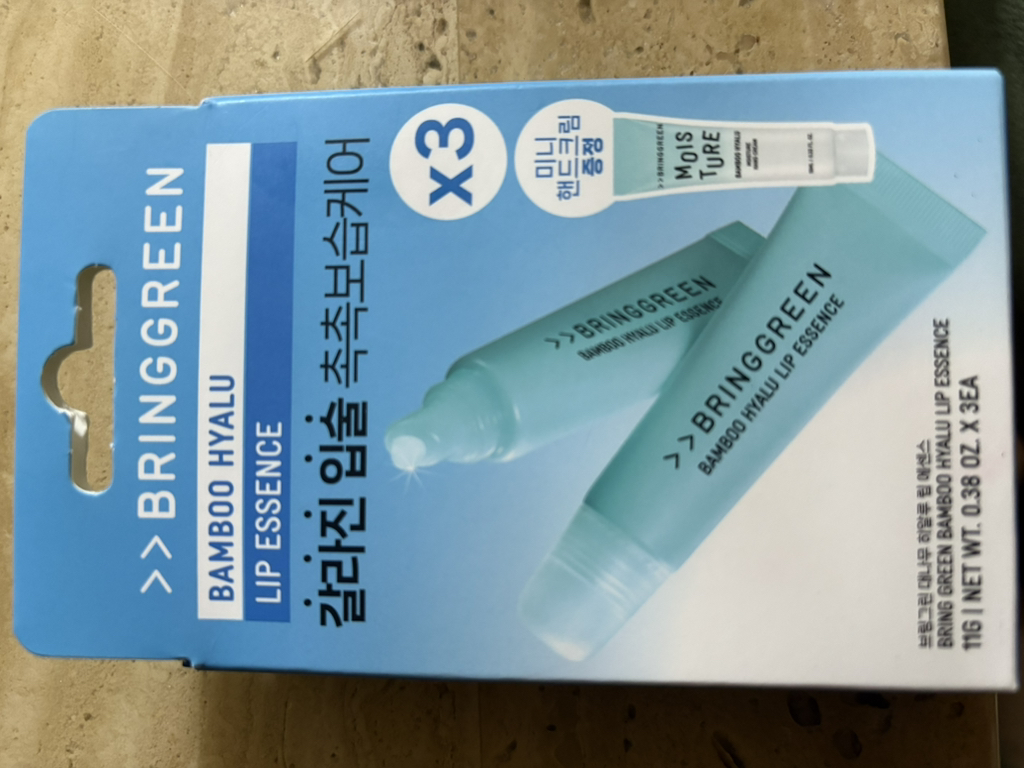 >>BRINGGREEN
BAMBOO HYALU
LIP ESSENCE
갈라진 입술 촉촉보습케어
x3
미니
핸드크림
증정
>>BRINGGREEN
MOIS
TURE
BAMBOO HYALU
MOISTURE
HAND CREAM
>>BRINGGREEN
BAMBOO HYALU LIP ESSENCE
>>BRINGGREEN
BAMBOO HYALU LIP ESSENCE
브링그린 대나무 히알루 립 에센스
BRING GREEN BAMBOO HYALU LIP ESSENCE
11G | NET WT. 0.38 OZ. X 3EA